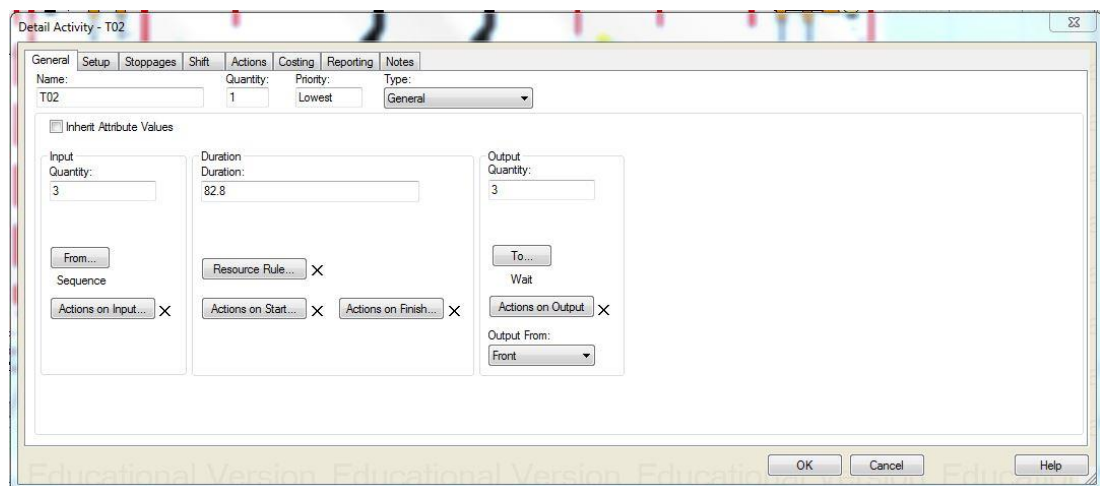 Detail Activity - T02
General Setup Stoppages Shift Actions Costing Reporting Notes
Name: Quantity: Priority: Type:
T02 1 Lowest General
Inherit Attribute Values
Input Duration Output
Quantity: Duration: Quantity:
3 82.8 3
From... To...
Resource Rule...
Sequence Wait
Actions on Input... Actions on Start... Actions on Finish... Actions on Output
Output From:
Front
OK Cancel Help
Educational Version Educational Version Educatio Educational